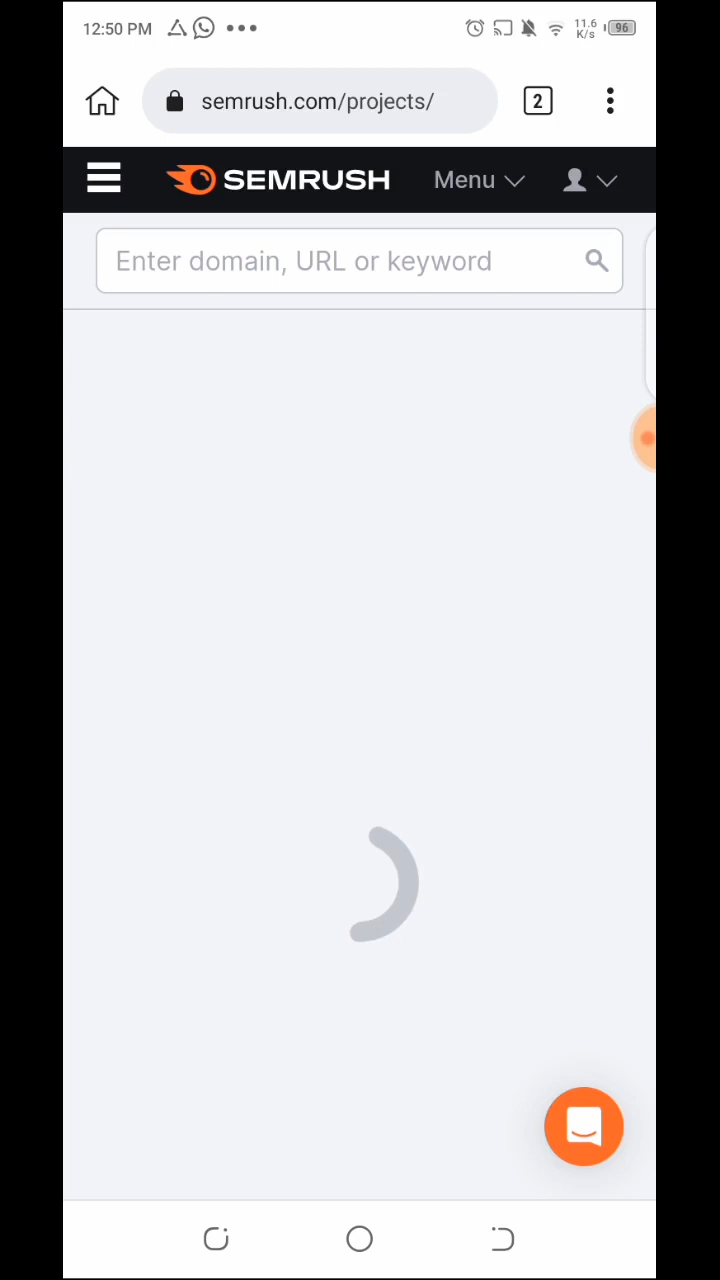 12:50 PM
11.6 K/s
96
semrush.com/projects/
2
SEMRUSH
Menu
Enter domain, URL or keyword